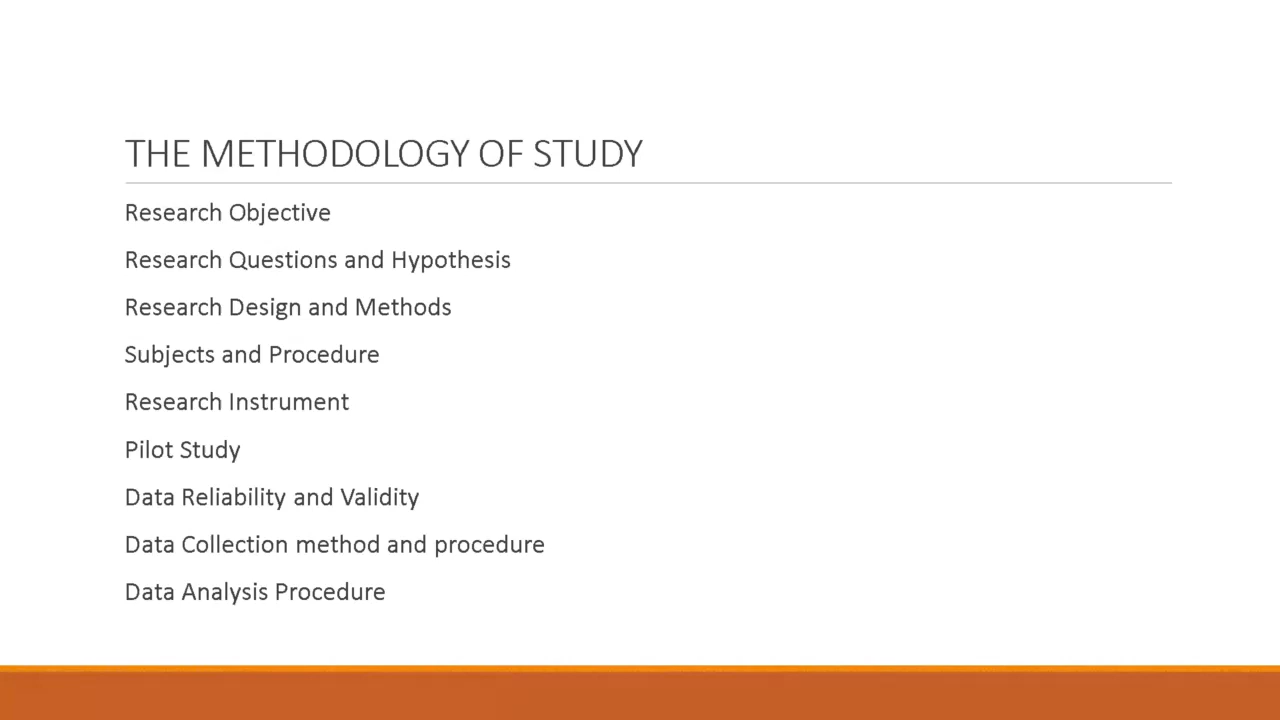 THE METHODOLOGY OF STUDY
Research Objective
Research Questions and Hypothesis
Research Design and Methods
Subjects and Procedure
Research Instrument
Pilot Study
Data Reliability and Validity
Data Collection method and procedure
Data Analysis Procedure